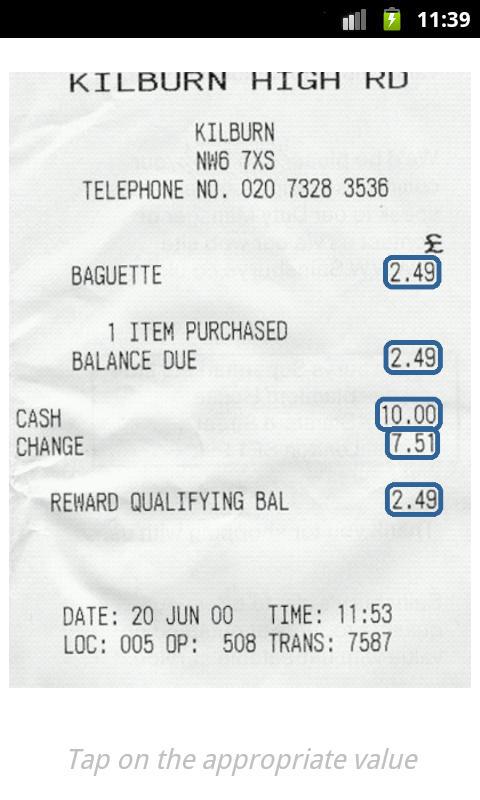 11:39
KILBURN HIGH RD
KILBURN
NW6 7XS
TELEPHONE NO. 020 7328 3536
£
BAGUETTE 2.49
1 ITEM PURCHASED
BALANCE DUE 2.49
CASH 10.00
CHANGE 7.51
REWARD QUALIFYING BAL 2.49
DATE: 20 JUN 00 TIME: 11:53
LOC: 005 OP: 508 TRANS: 7587
Tap on the appropriate value